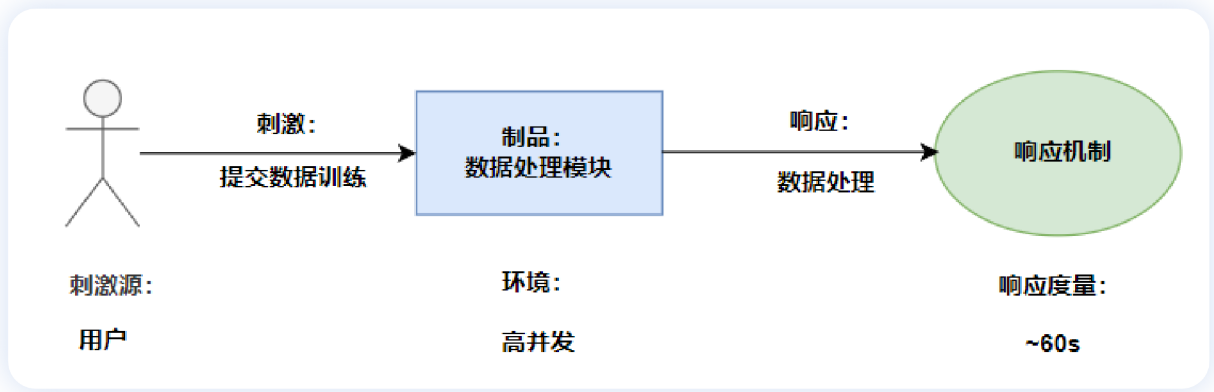 刺激：
提交数据训练
制品：
数据处理模块
响应：
数据处理
响应机制
刺激源：
用户
环境：
高并发
响应度量：
~60s